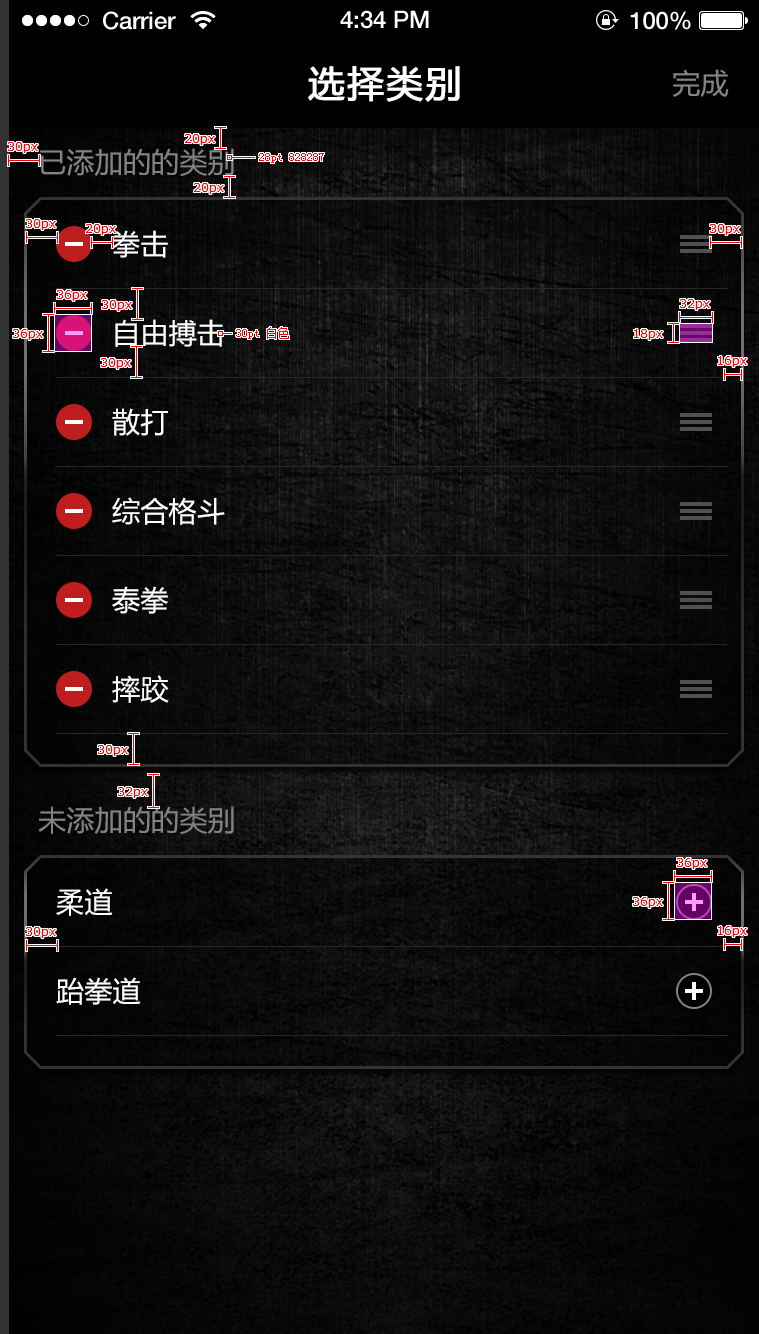 Carrier 4:34 PM 100%
选择类别 完成
20px
30px
已添加的的类别 28pt 828287
20px
30px 20px 30px
拳击
36px 30px 32px
36px 自由搏击 30pt 白色 18px
30px 16px
散打
综合格斗
泰拳
摔跤
30px
32px
未添加的的类别
36px
柔道 36px
30px 16px
跆拳道